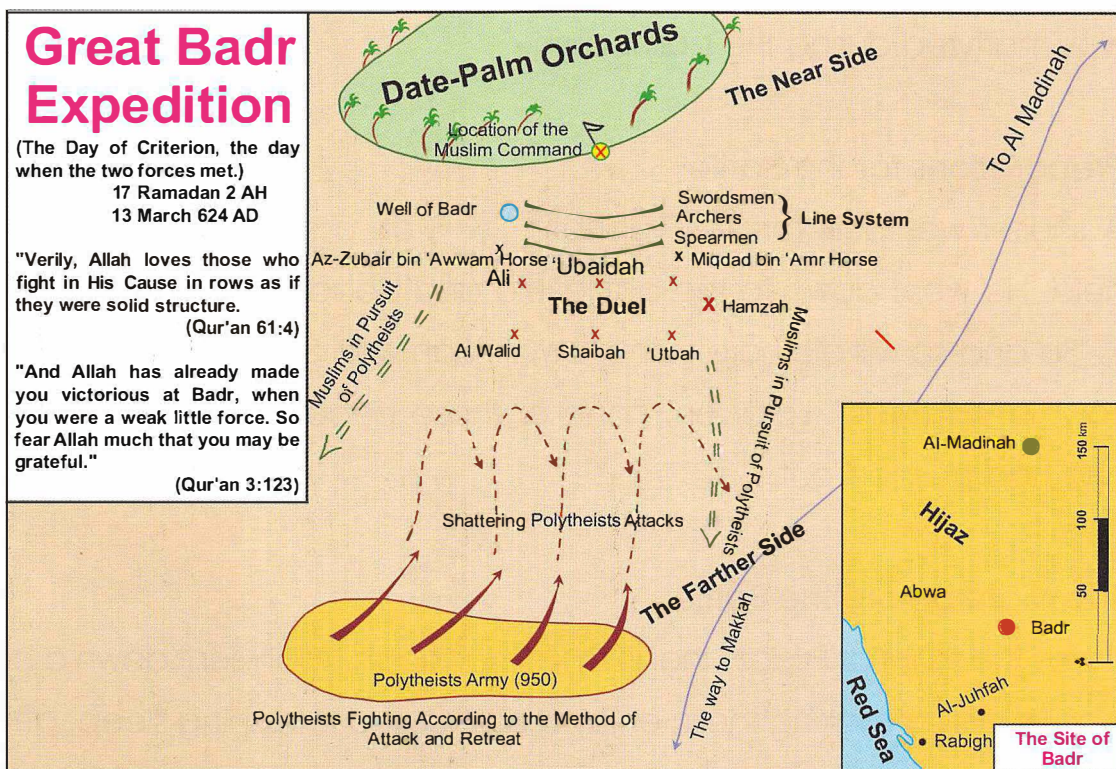 Great Badr
Expedition
(The Day of Criterion, the day
when the two forces met.)
17 Ramadan 2 AH
13 March 624 AD
"Verily, Allah loves those who
fight in His Cause in rows as if
they were solid structure.
(Qur'an 61:4)
"And Allah has already made
you victorious at Badr, when
you were a weak little force. So
fear Allah much that you may be
grateful."
(Qur'an 3:123)
Date-Palm Orchards
The Near Side
To Al Madinah
Location of the
Muslim Command
Well of Badr
Swordsmen
Archers
Spearmen
Line System
Az-Zubair bin 'Awwam Horse
'Ubaidah
Miqdad bin 'Amr Horse
Ali
The Duel
Hamzah
Al Walid
Shaibah
'Utbah
Muslims in Pursuit
of Polytheists
Muslims in Pursuit of Polytheists
Shattering Polytheists Attacks
The Farther Side
The way to Makkah
Polytheists Army (950)
Polytheists Fighting According to the Method of
Attack and Retreat
Al-Madinah
Hijaz
Abwa
Badr
Red Sea
Al-Juhfah
Rabigh
150 km
100
50
The Site of
Badr